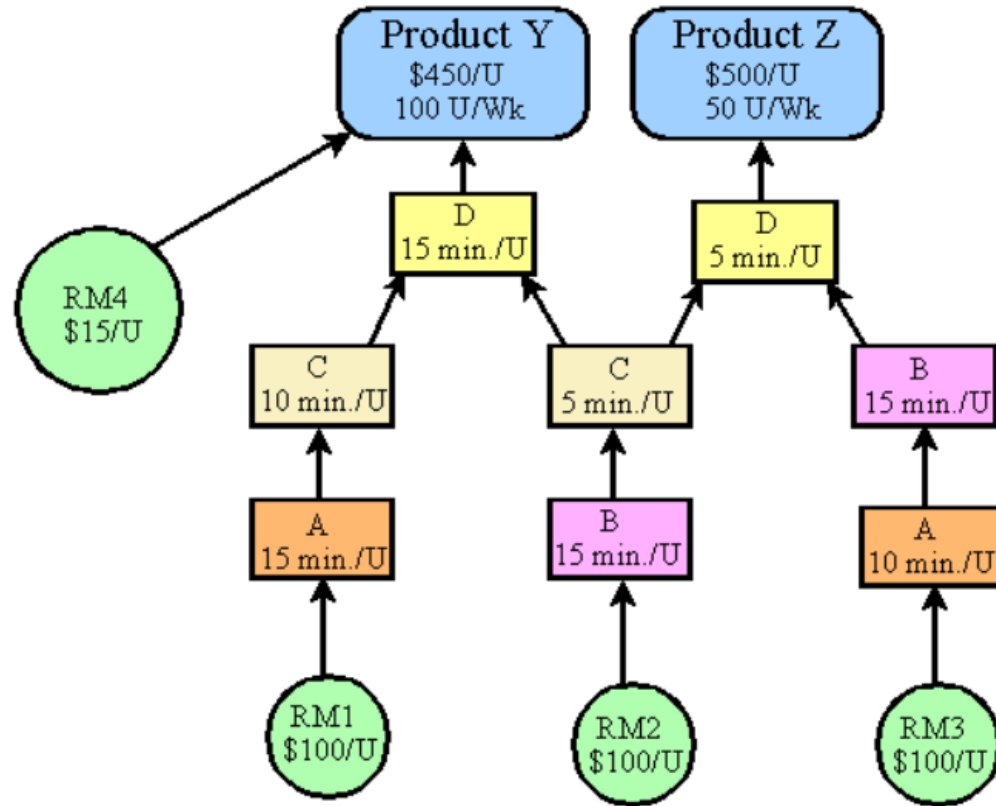 Product Y
$450/U
100 U/Wk
Product Z
$500/U
50 U/Wk
D
15 min./U
D
5 min./U
RM4
$15/U
C
10 min./U
C
5 min./U
B
15 min./U
A
15 min./U
B
15 min./U
A
10 min./U
RM1
$100/U
RM2
$100/U
RM3
$100/U